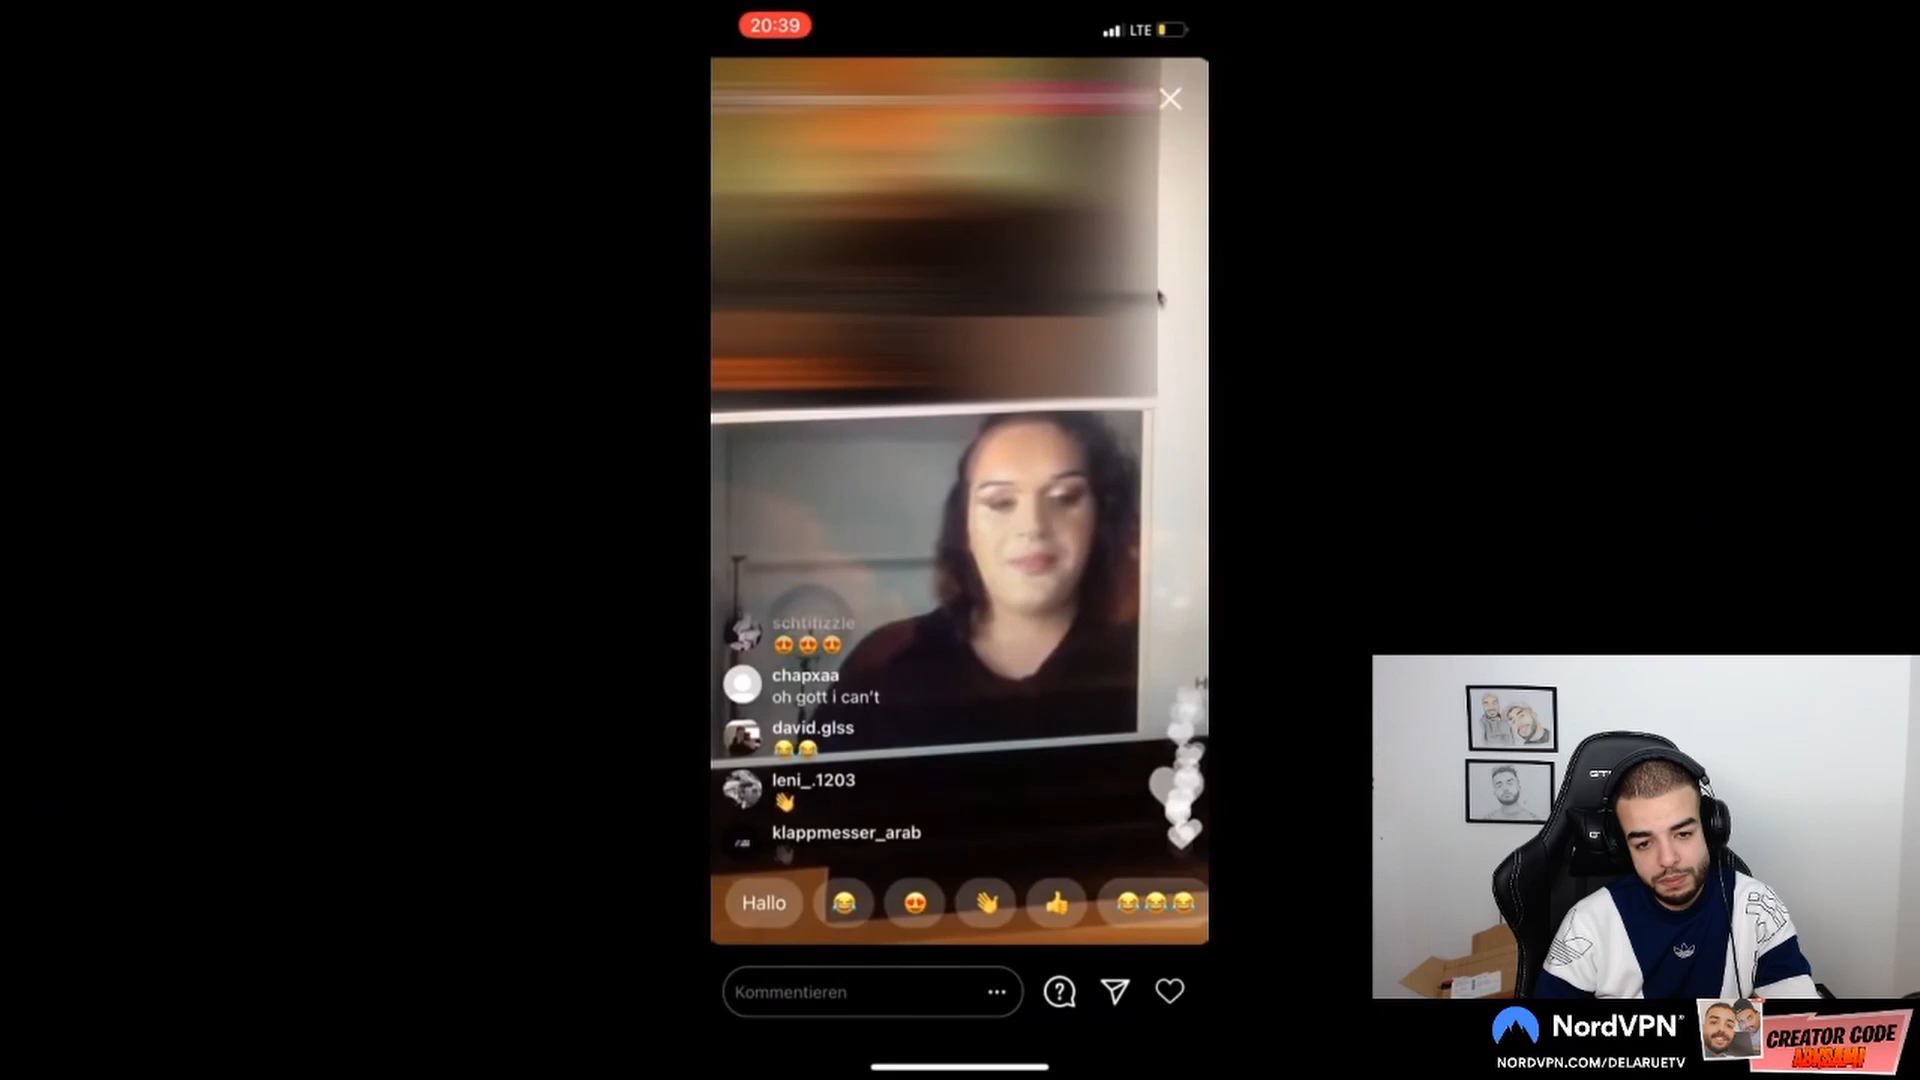 20:39
LTE
schtifizzle
😍😍😍
chapxaa
oh gott i can't
david.glss
😂😂
leni_.1203
👋
klappmesser_arab
👋
Hallo
😂
😍
👋
👍
😂😂😂
Kommentieren
NordVPN
NORDVPN.COM/DELARUETV
CREATOR CODE